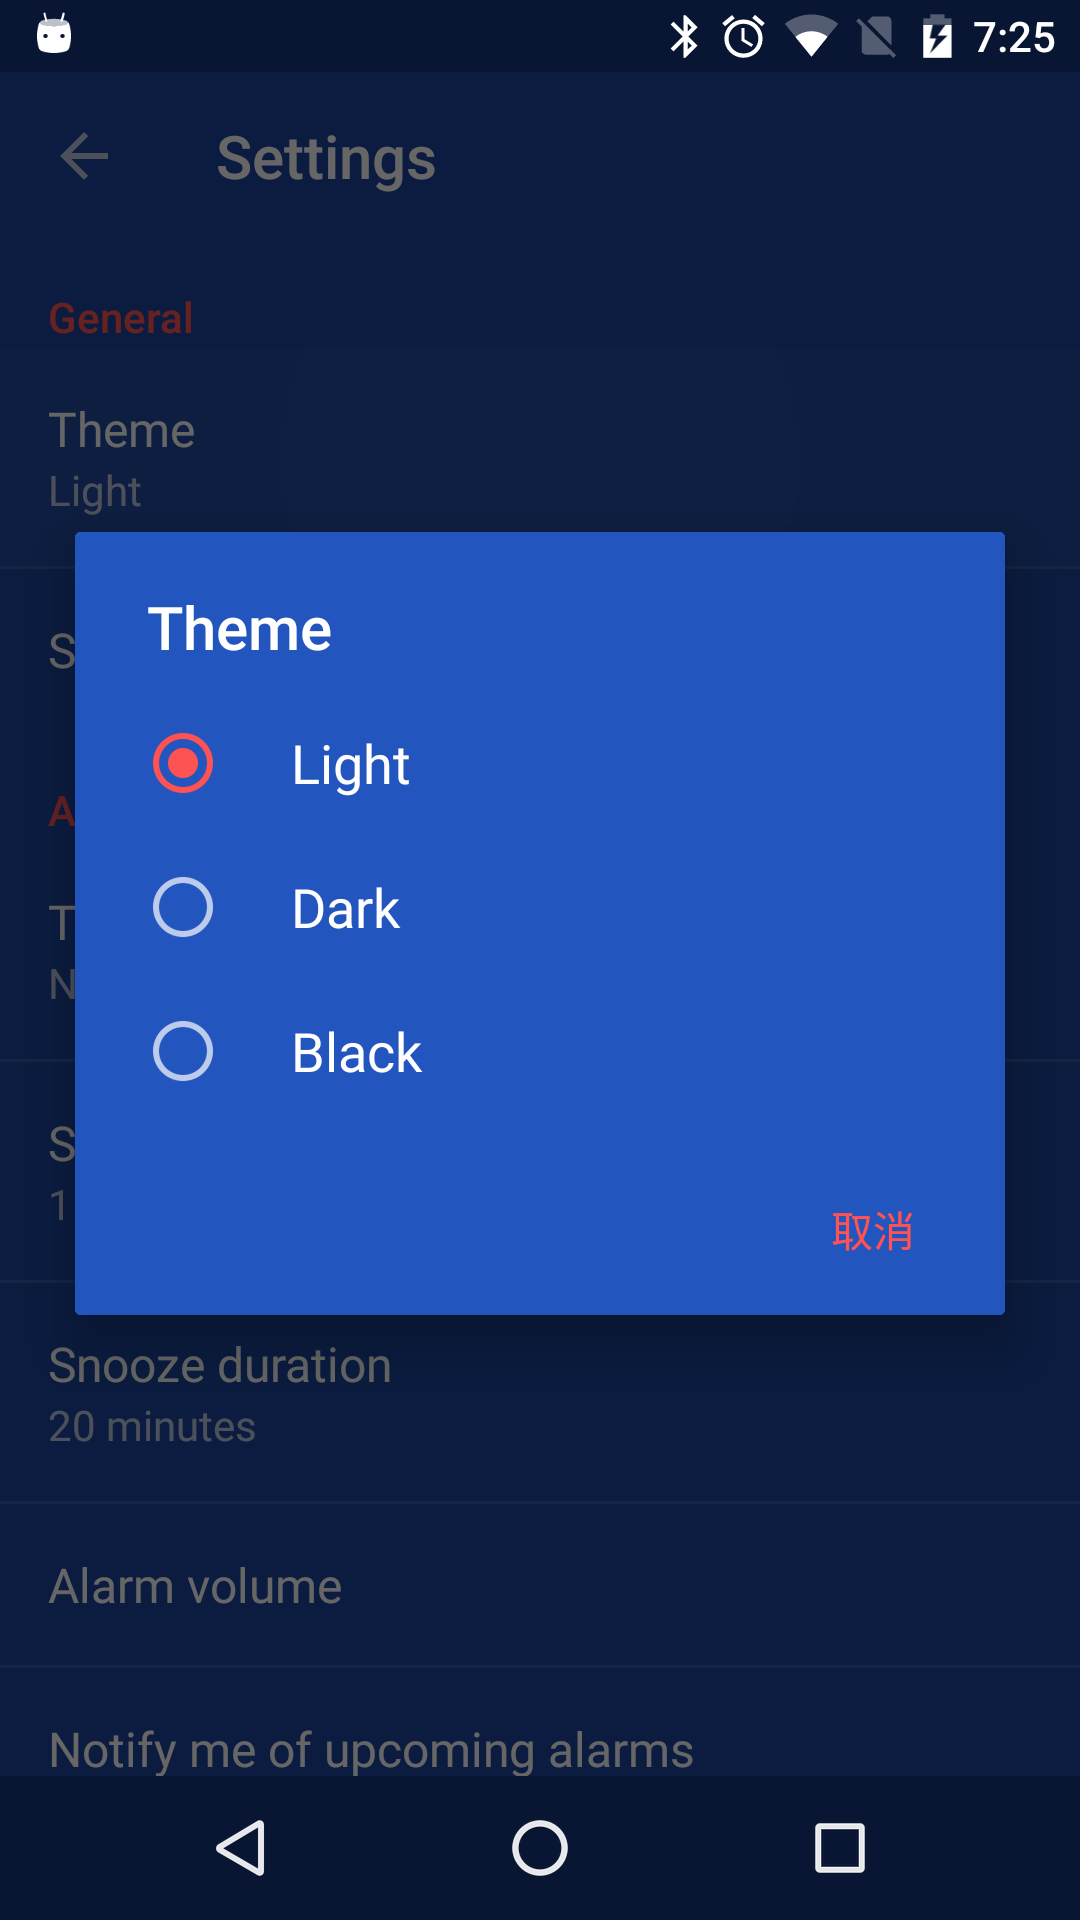 7:25
Settings
General
Theme
Light
S
Theme
Light
A
Dark
T
N
Black
S
1
取消
Snooze duration
20 minutes
Alarm volume
Notify me of upcoming alarms